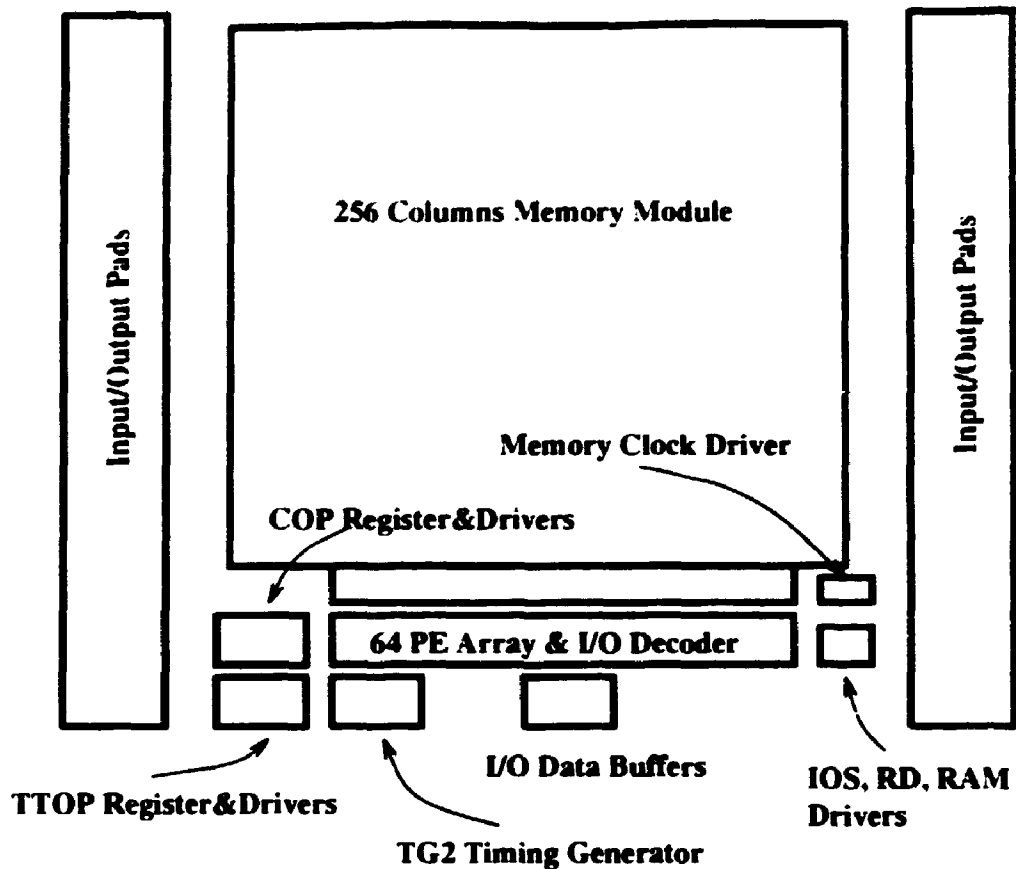 Input/Output Pads
256 Columns Memory Module
Input/Output Pads
Memory Clock Driver
COP Register&Drivers
64 PE Array & I/O Decoder
I/O Data Buffers
IOS, RD, RAM
Drivers
TTOP Register&Drivers
TG2 Timing Generator